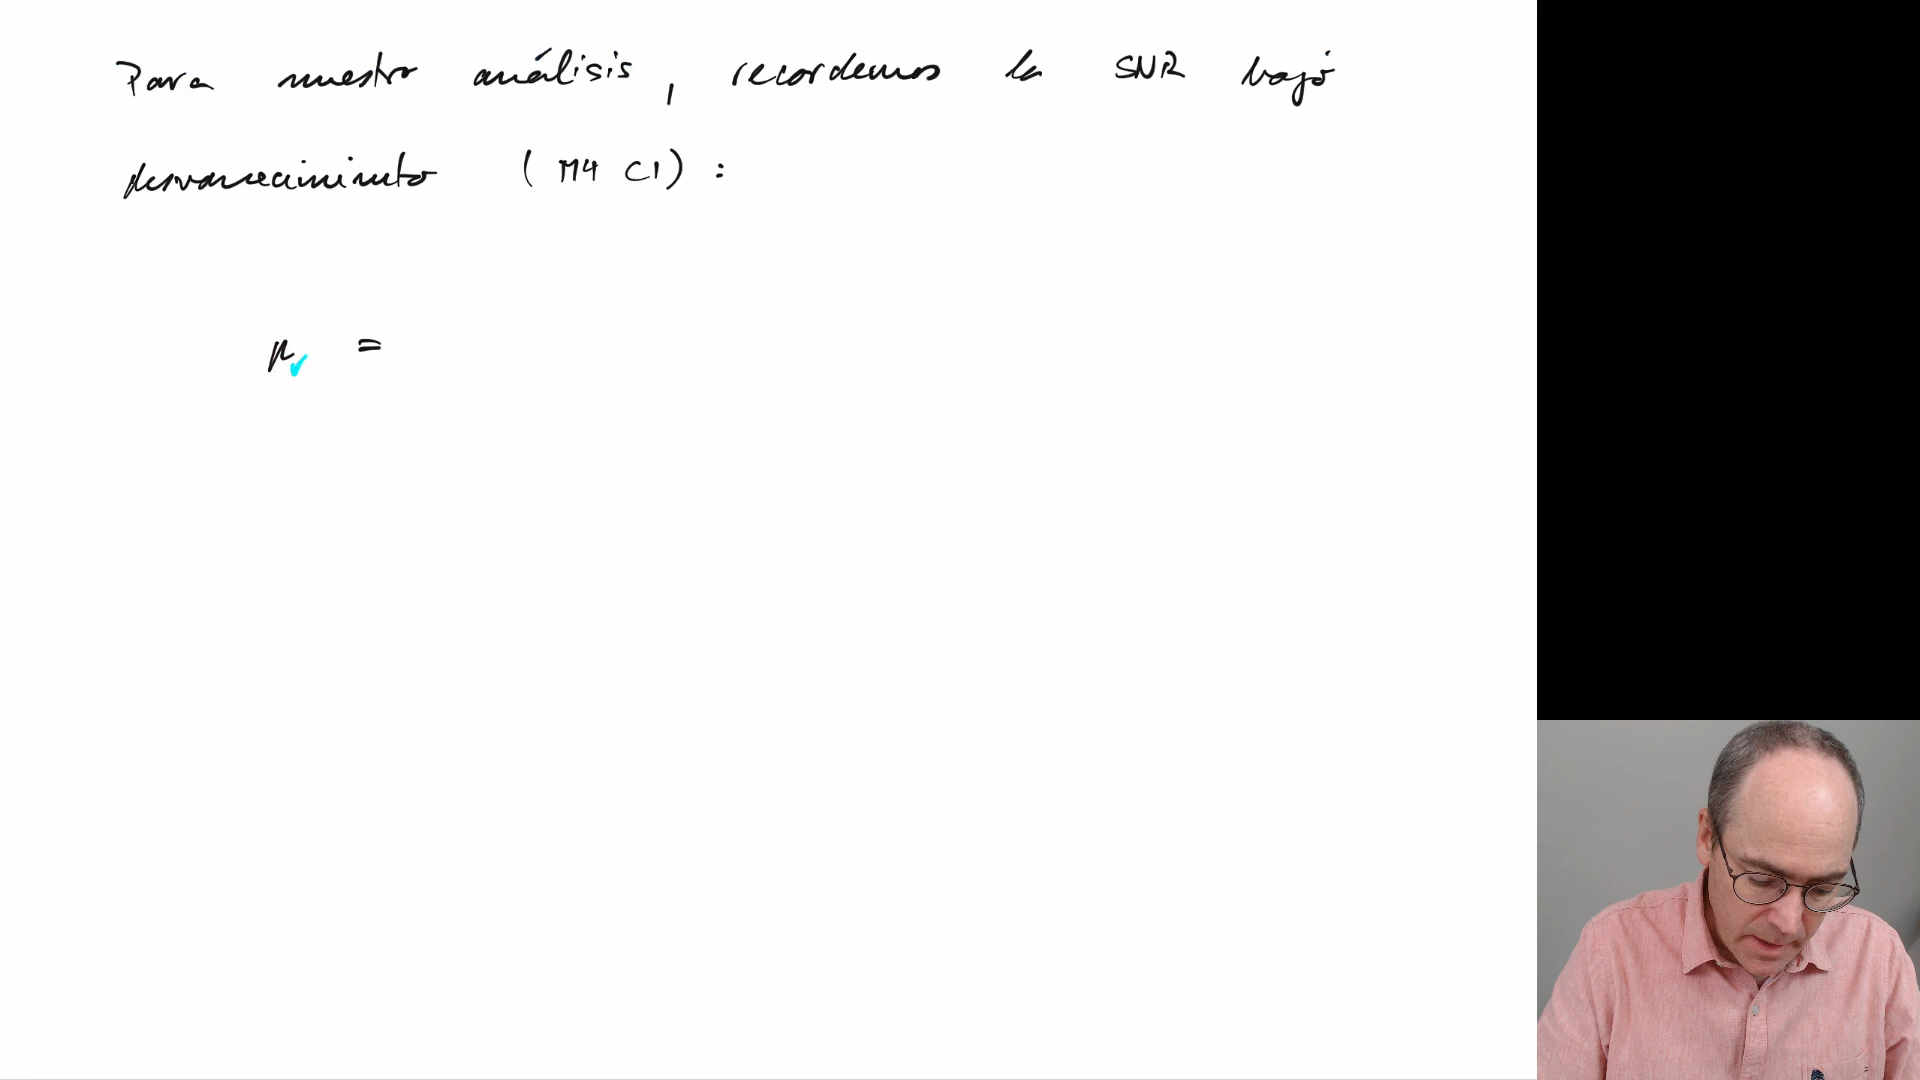 Para nuestro análisis, recordemos la SNR bajo
desvanecimiento (M4 C1):
=